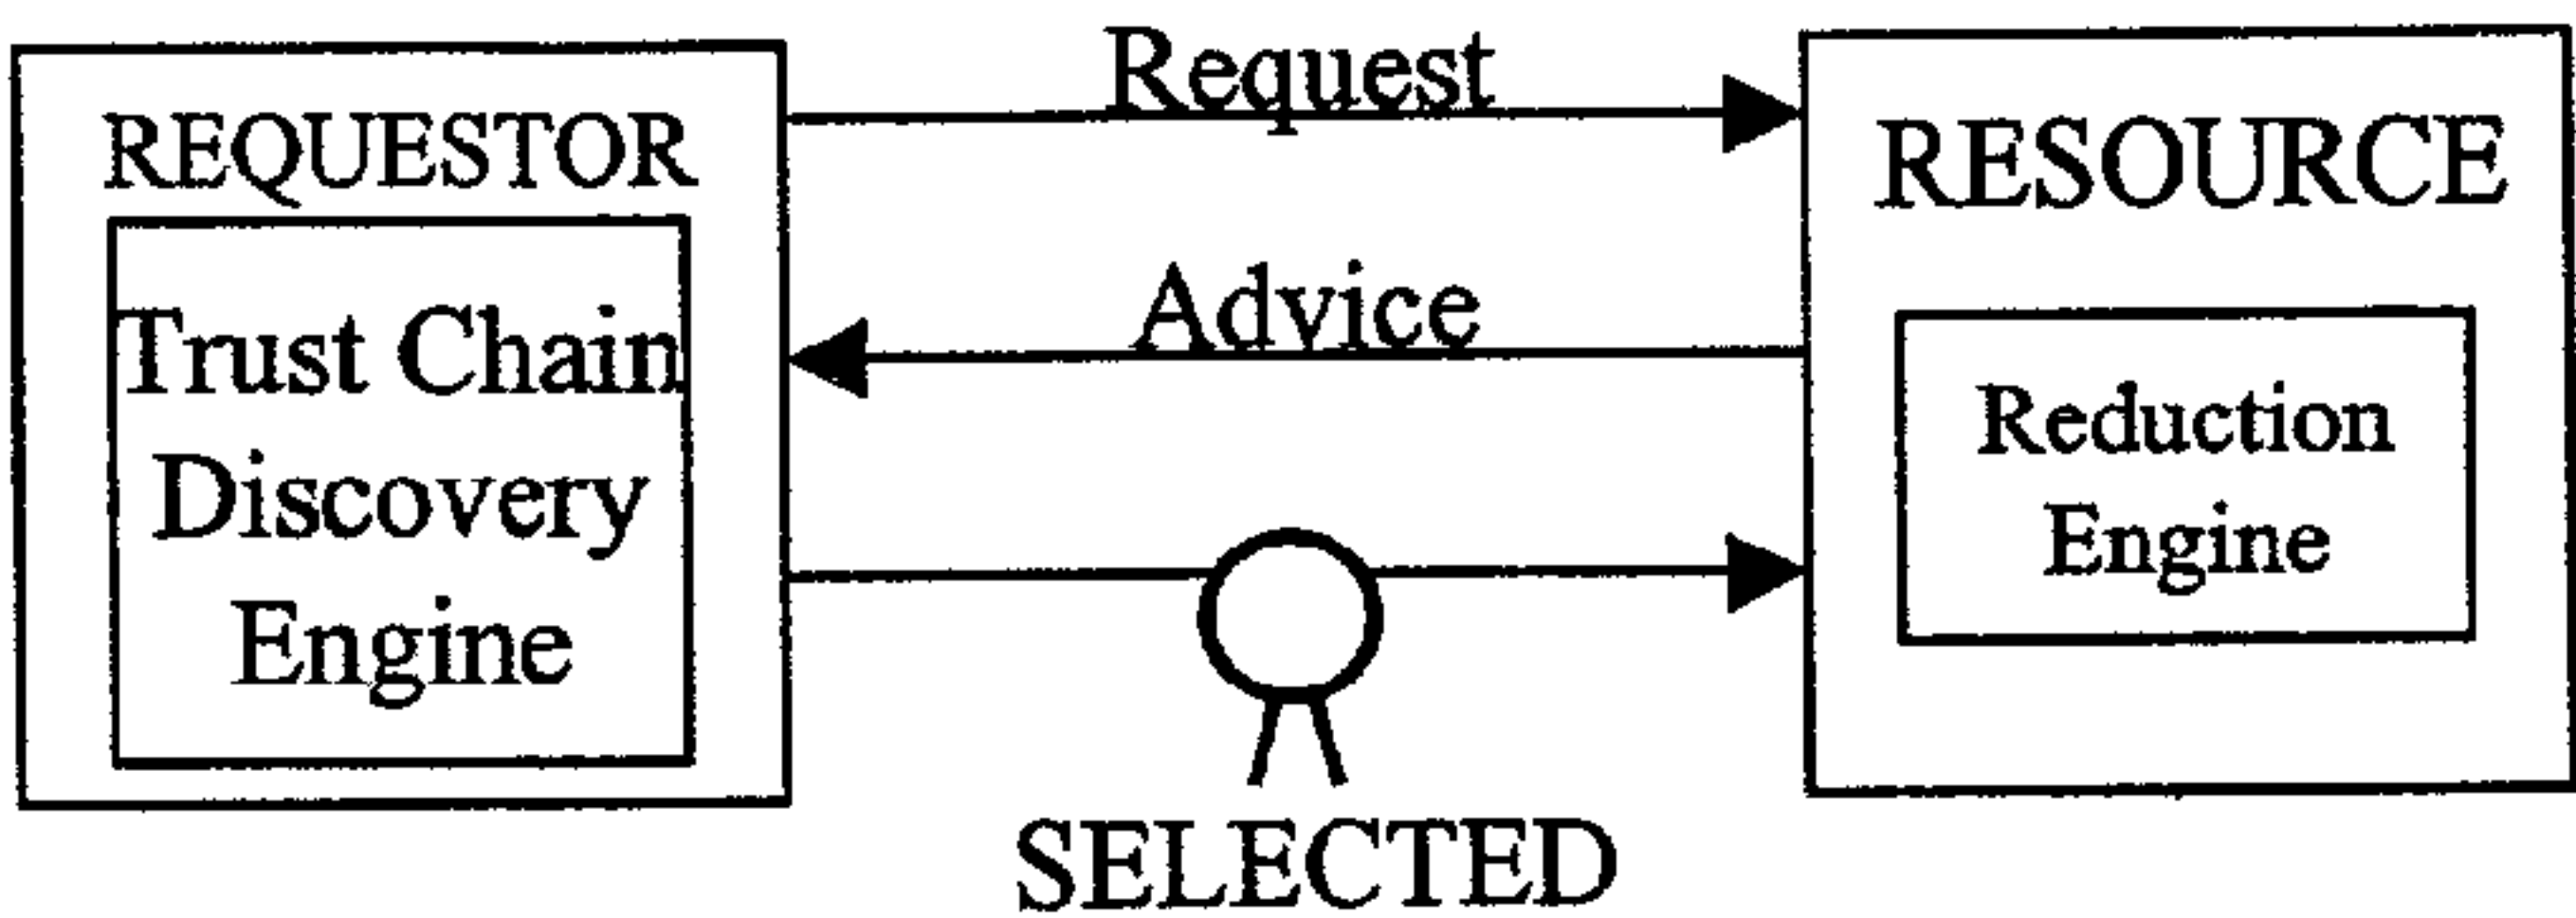 REQUESTOR
Trust Chain
Discovery
Engine
Request
Advice
SELECTED
RESOURCE
Reduction
Engine